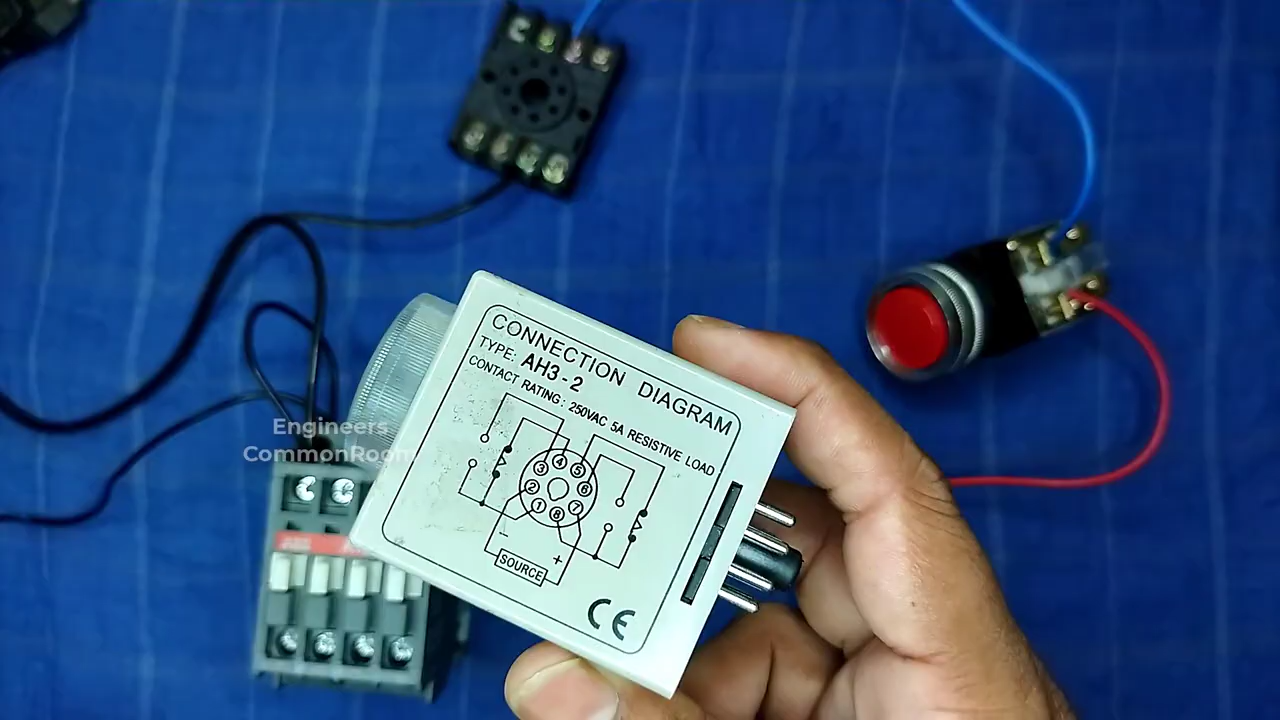 CONNECTION DIAGRAM
TYPE: AH3-2
CONTACT RATING: 250VAC 5A RESISTIVE LOAD
3 4 5
2 6
1 8 7
- +
SOURCE
CE
Engineers
CommonRoom